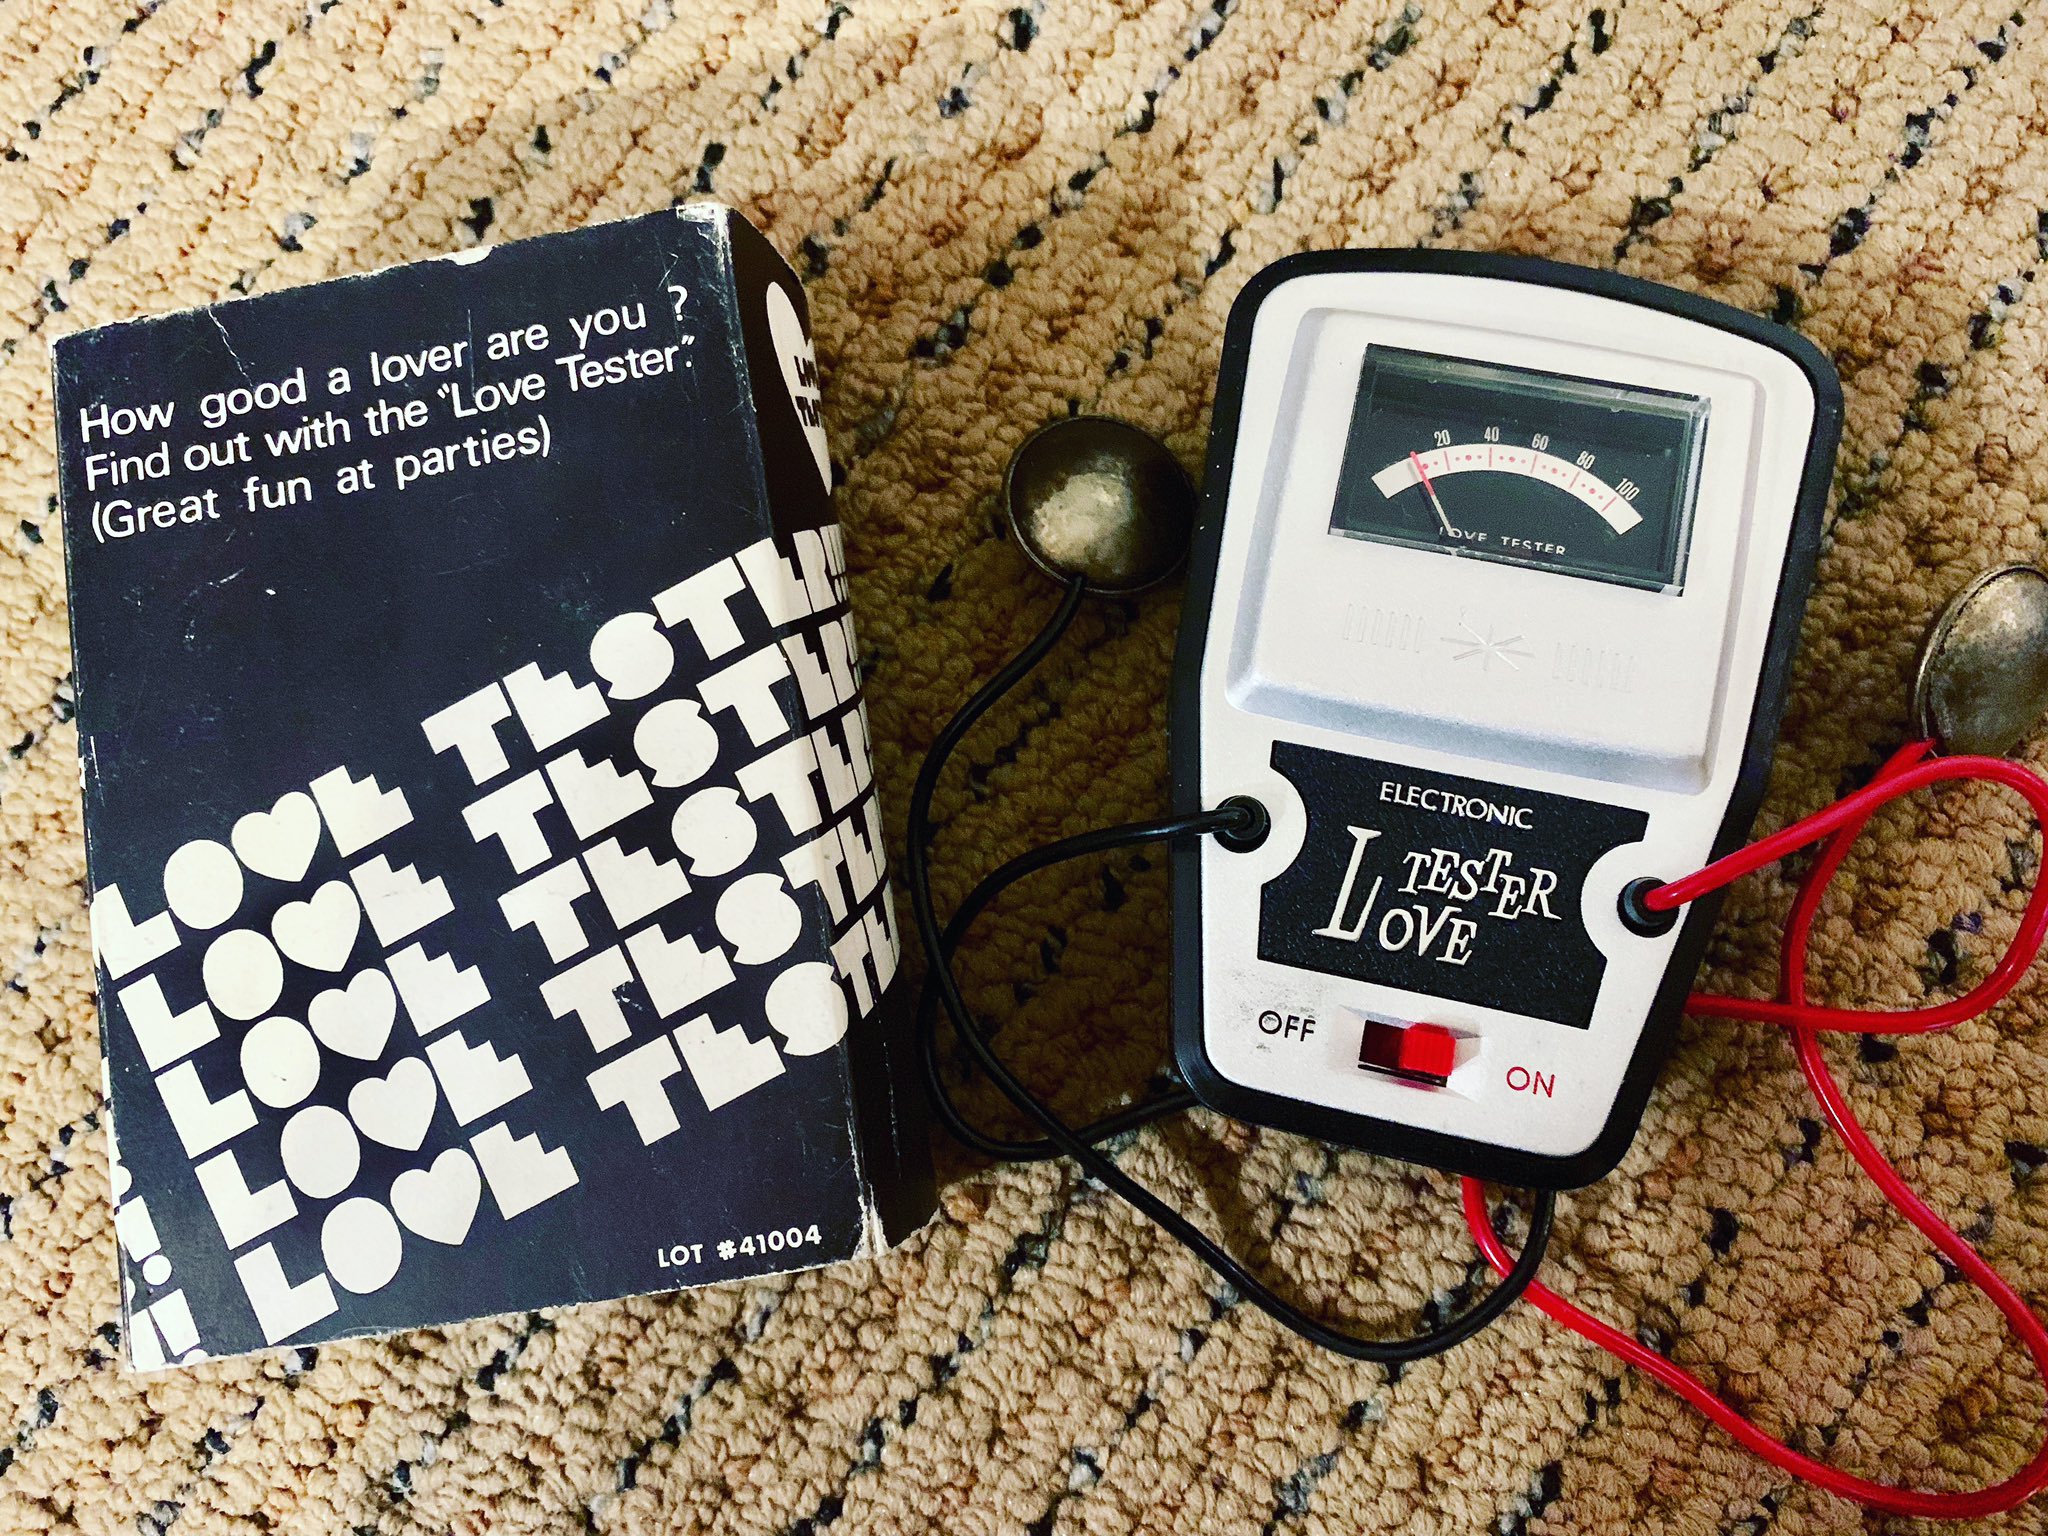 How good a lover are you ?
Find out with the "Love Tester".
(Great fun at parties)
LOVE TESTER!!
LOVE TESTER!!
LOVE TESTER
LOVE TESTER
LOVE TESTE
LOT #41004
20 40 60 80 100
LOVE TESTER
ELECTRONIC
LOVE TESTER
OFF
ON